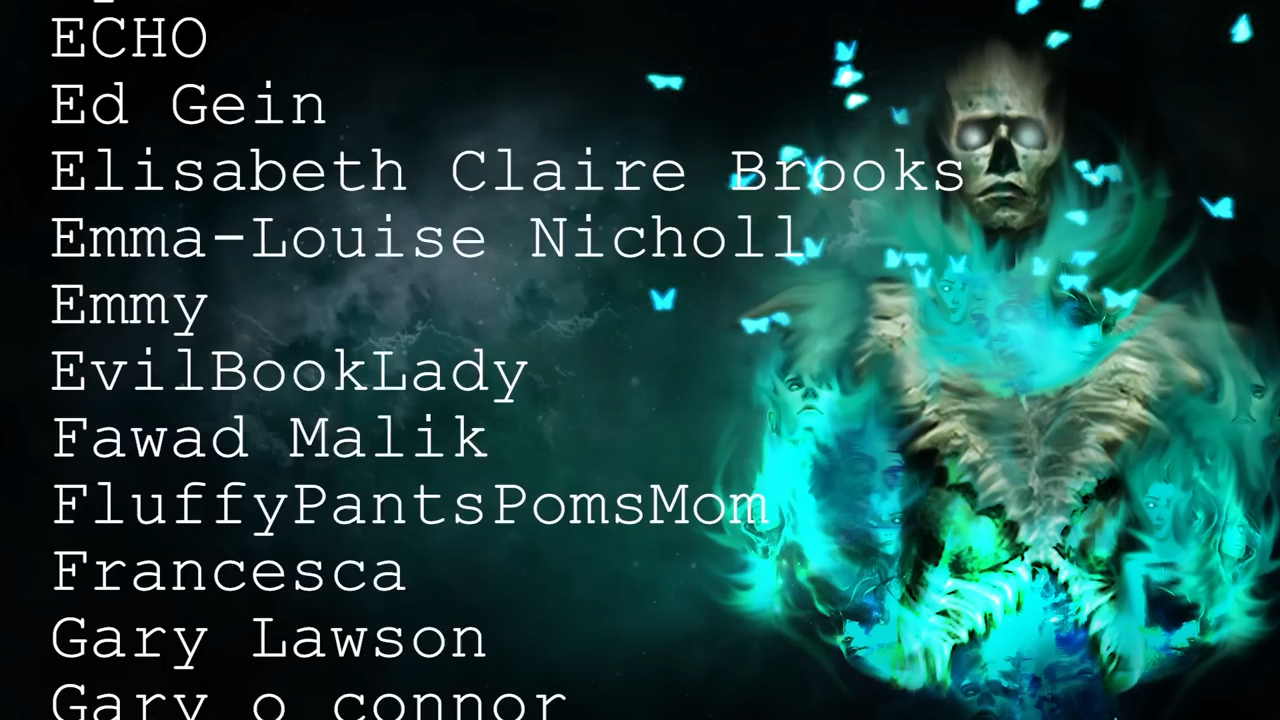 ECHO
Ed Gein
Elisabeth Claire Brooks
Emma-Louise Nicholl
Emmy
EvilBookLady
Fawad Malik
FluffyPantsPomsMom
Francesca
Gary Lawson
Gary o connor